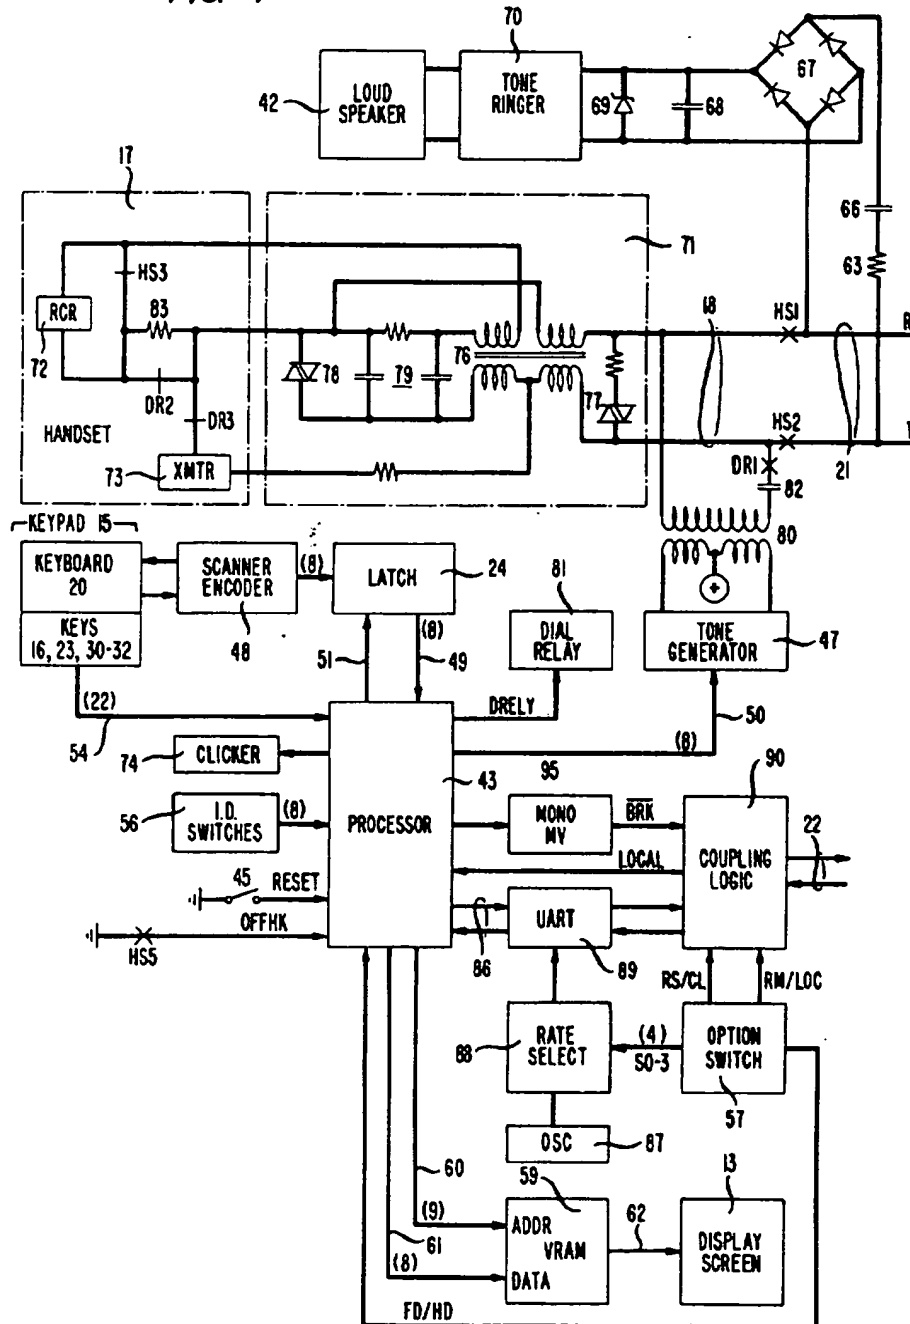 70
LOUD
SPEAKER
42
TONE
RINGER
69
68
67
17
66
71
63
HS3
RCR
83
72
DR2
DR3
HANDSET
73
XMTR
78
79
76
77
18
HS1
R
HS2
21
DR1
82
80
KEYPAD 15
KEYBOARD
20
KEYS
16, 23, 30-32
SCANNER
ENCODER
48
(8)
LATCH
24
81
DIAL
RELAY
+
TONE
GENERATOR
47
51
(8)
49
(22)
54
DRELY
50
(8)
74
CLICKER
43
PROCESSOR
95
90
56
I.D.
SWITCHES
(8)
MONO
MV
BRK
COUPLING
LOGIC
22
LOCAL
45
RESET
OFFHK
HS5
86
UART
89
RS/CL
RM/LOC
88
RATE
SELECT
(4)
SO-3
OPTION
SWITCH
57
OSC
87
60
59
13
(9)
ADDR
VRAM
DATA
62
DISPLAY
SCREEN
61
(8)
FD/HD